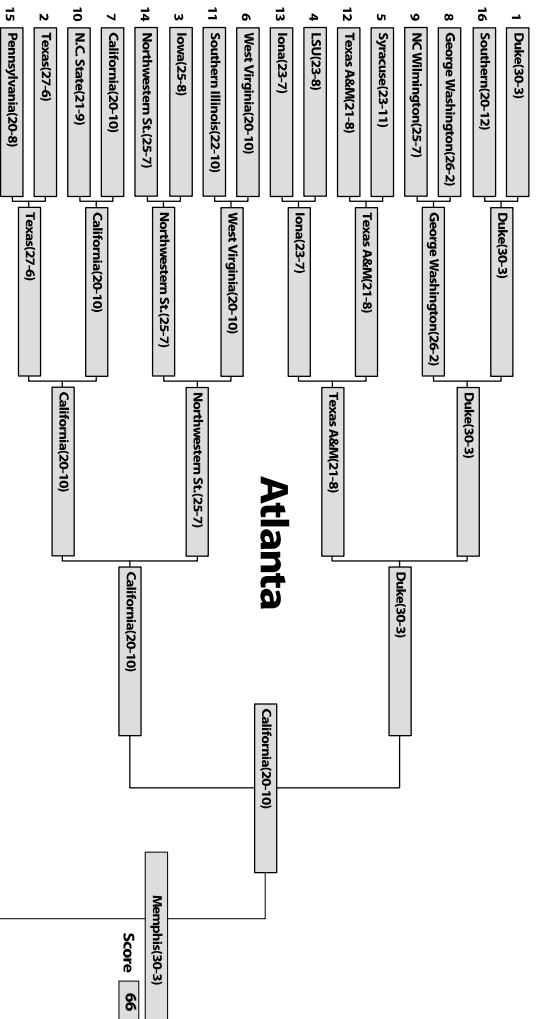 1 Duke(30-3)
16 Southern(20-12)
8 George Washington(26-2)
9 NC Wilmington(25-7)
5 Syracuse(23-11)
12 Texas A&M(21-8)
4 LSU(23-8)
13 Iona(23-7)
6 West Virginia(20-10)
11 Southern Illinois(22-10)
3 Iowa(25-8)
14 Northwestern St.(25-7)
7 California(20-10)
10 N.C. State(21-9)
2 Texas(27-6)
15 Pennsylvania(20-8)
Duke(30-3)
George Washington(26-2)
Texas A&M(21-8)
Iona(23-7)
West Virginia(20-10)
Northwestern St.(25-7)
California(20-10)
Texas(27-6)
Duke(30-3)
Texas A&M(21-8)
Northwestern St.(25-7)
California(20-10)
Atlanta
Duke(30-3)
California(20-10)
California(20-10)
Memphis(30-3)
Score 66